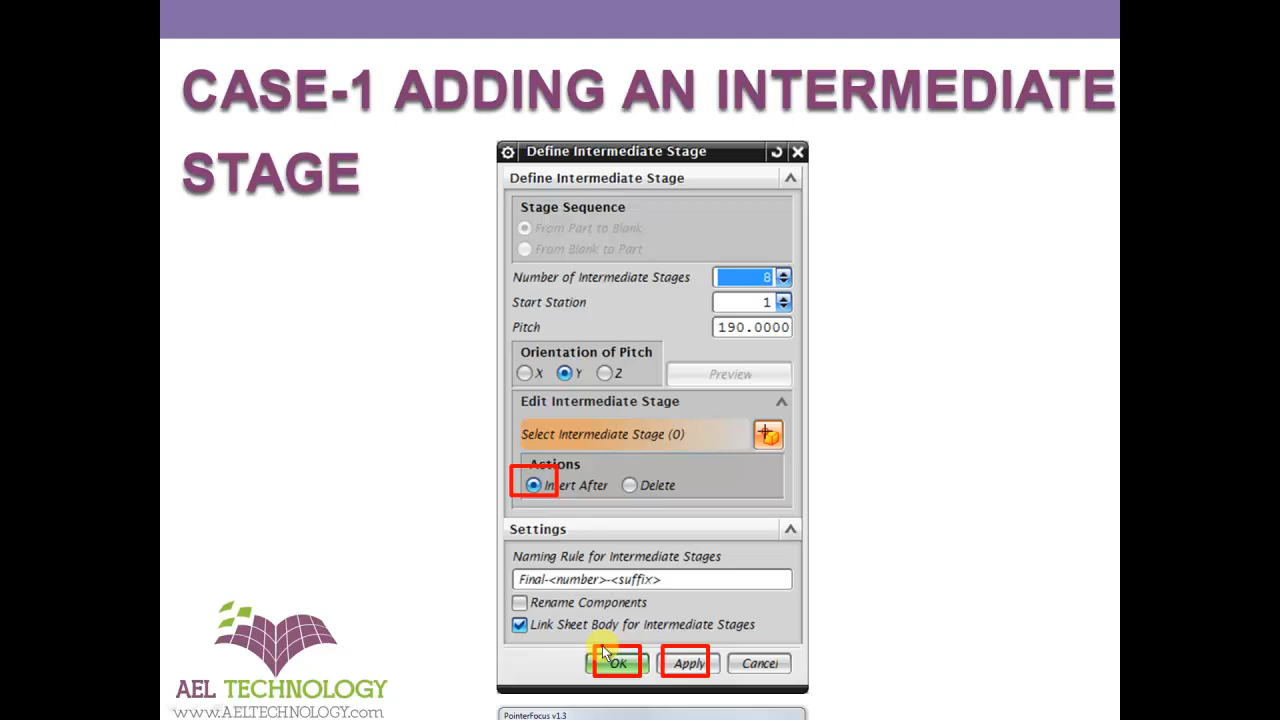 CASE-1 ADDING AN INTERMEDIATE
STAGE
Define Intermediate Stage
Define Intermediate Stage
Stage Sequence
From Part to Blank
From Blank to Part
Number of Intermediate Stages 8
Start Station 1
Pitch 190.0000
Orientation of Pitch
X Y Z Preview
Edit Intermediate Stage
Select Intermediate Stage (0)
Actions
Insert After Delete
Settings
Naming Rule for Intermediate Stages
Final-<number>-<suffix>
Rename Components
Link Sheet Body for Intermediate Stages
OK Apply Cancel
AEL TECHNOLOGY
www.AELTECHNOLOGY.com
PointerFocus v1.3